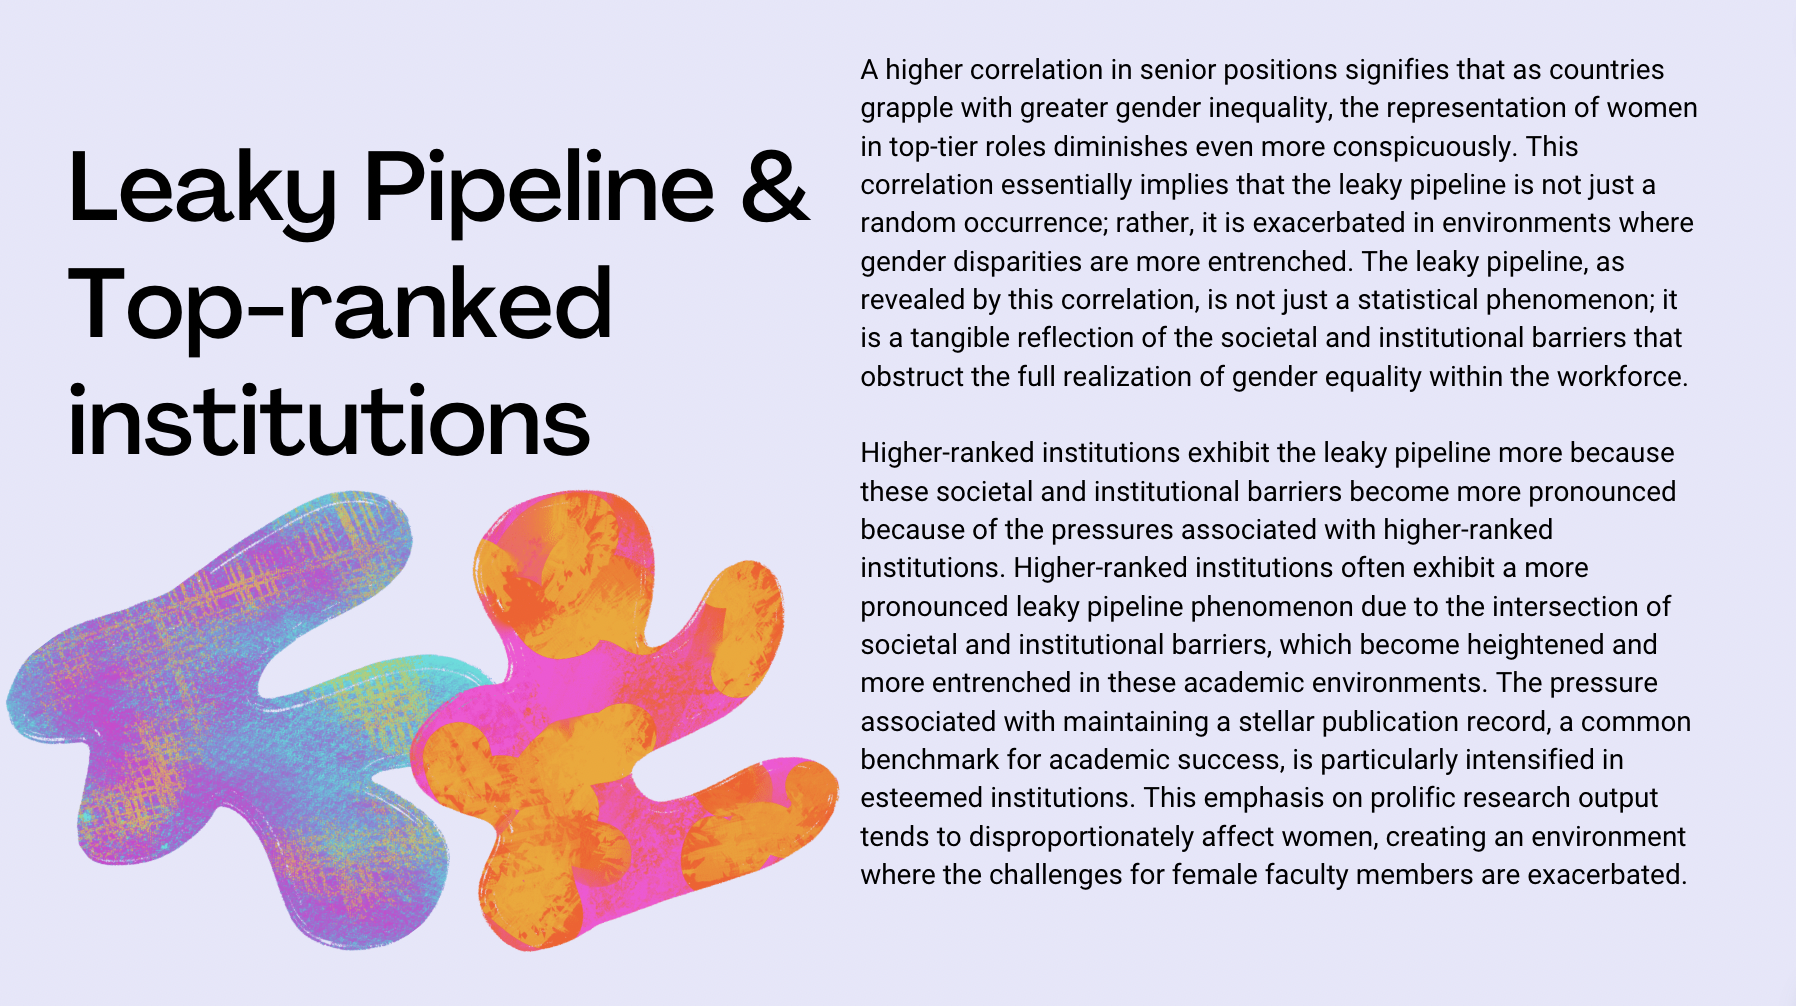 Leaky Pipeline &
Top-ranked
institutions
A higher correlation in senior positions signifies that as countries
grapple with greater gender inequality, the representation of women
in top-tier roles diminishes even more conspicuously. This
correlation essentially implies that the leaky pipeline is not just a
random occurrence; rather, it is exacerbated in environments where
gender disparities are more entrenched. The leaky pipeline, as
revealed by this correlation, is not just a statistical phenomenon; it
is a tangible reflection of the societal and institutional barriers that
obstruct the full realization of gender equality within the workforce.
Higher-ranked institutions exhibit the leaky pipeline more because
these societal and institutional barriers become more pronounced
because of the pressures associated with higher-ranked
institutions. Higher-ranked institutions often exhibit a more
pronounced leaky pipeline phenomenon due to the intersection of
societal and institutional barriers, which become heightened and
more entrenched in these academic environments. The pressure
associated with maintaining a stellar publication record, a common
benchmark for academic success, is particularly intensified in
esteemed institutions. This emphasis on prolific research output
tends to disproportionately affect women, creating an environment
where the challenges for female faculty members are exacerbated.